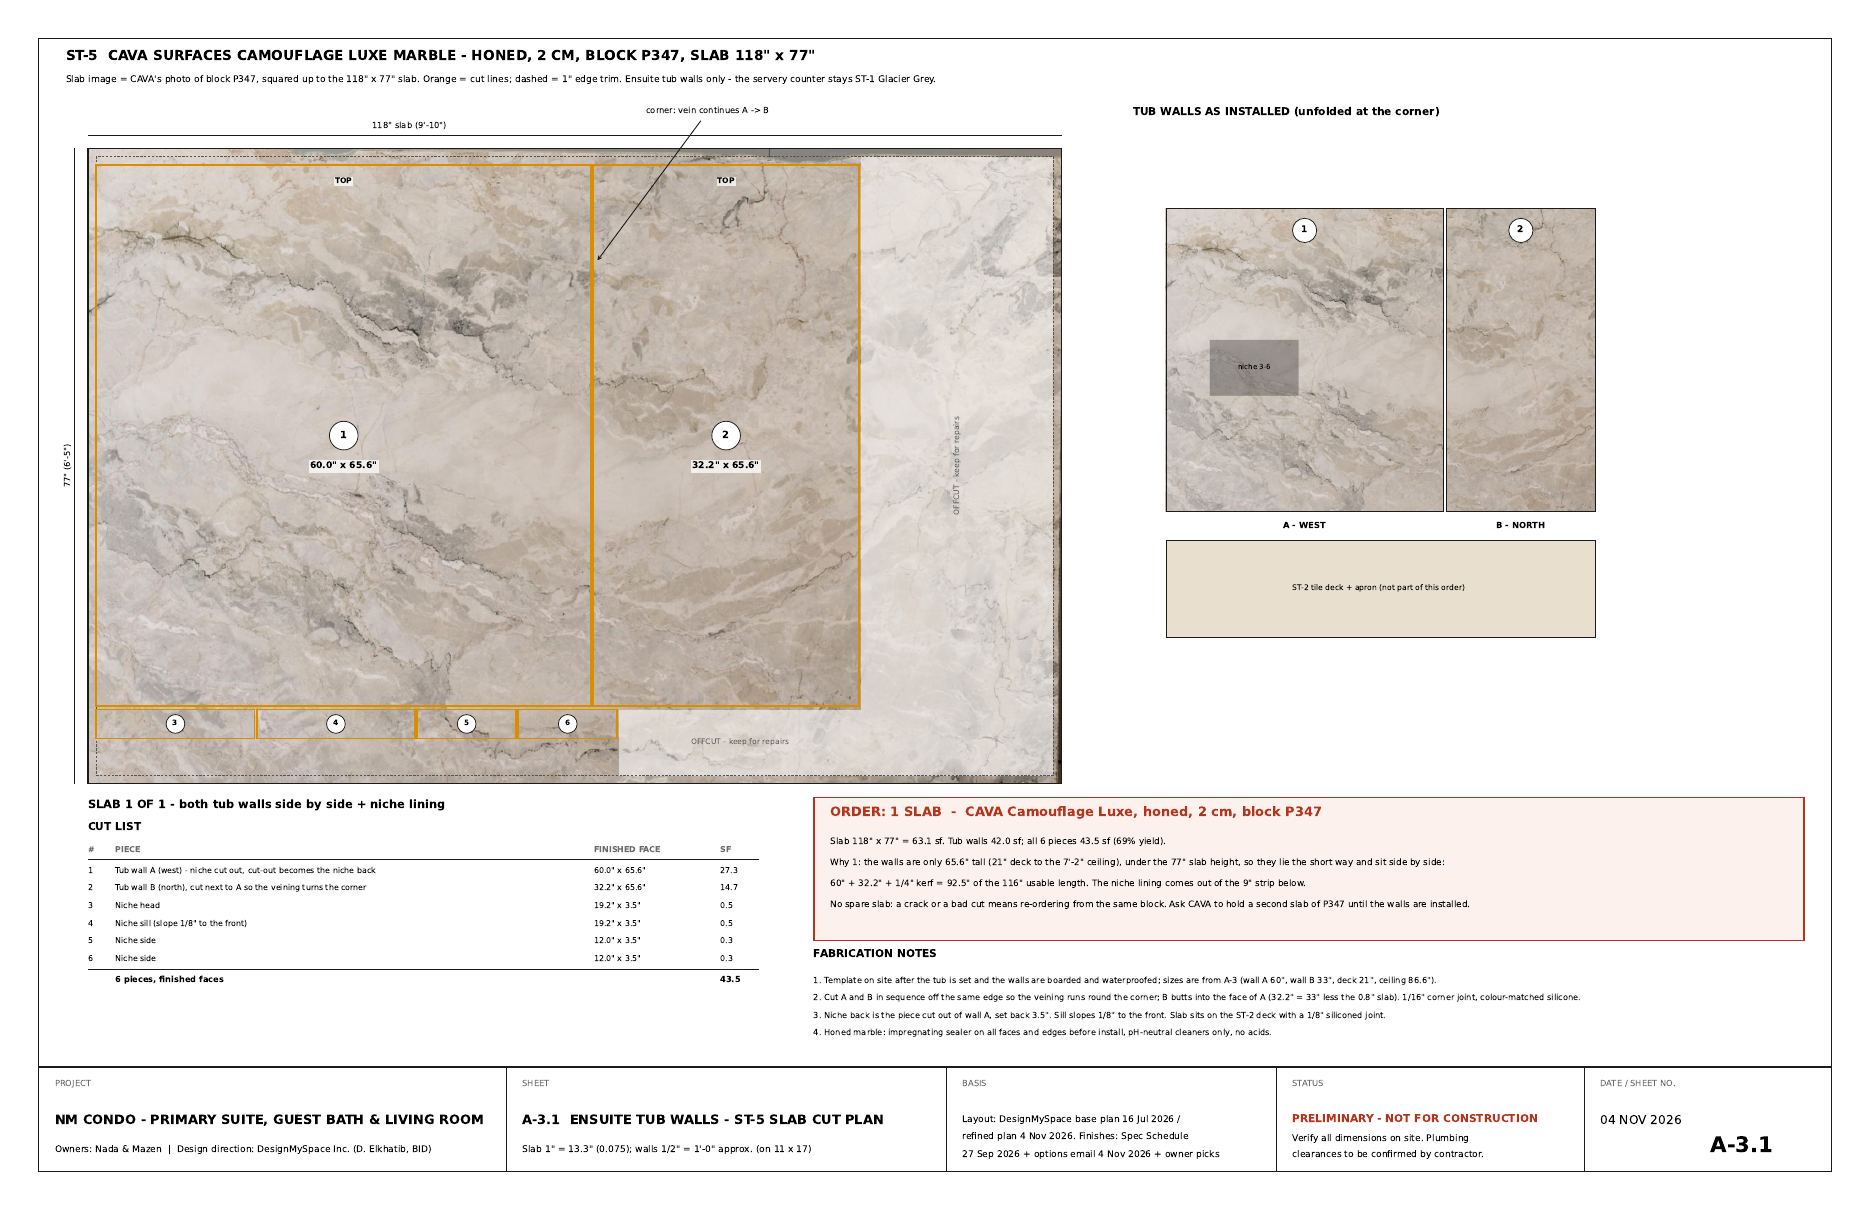 ST-5 CAVA SURFACES CAMOUFLAGE LUXE MARBLE - HONED, 2 CM, BLOCK P347, SLAB 118" x 77"
Slab image = CAVA's photo of block P347, squared up to the 118" x 77" slab. Orange = cut lines; dashed = 1" edge trim. Ensuite tub walls only - the servery counter stays ST-1 Glacier Grey.
corner: vein continues A -> B
118" slab (9'-10")
77" (6'-5")
TOP
TOP
1
60.0" x 65.6"
2
32.2" x 65.6"
OFFCUT - keep for repairs
3
4
5
6
OFFCUT - keep for repairs
TUB WALLS AS INSTALLED (unfolded at the corner)
1
2
niche 3-6
A - WEST
B - NORTH
ST-2 tile deck + apron (not part of this order)
SLAB 1 OF 1 - both tub walls side by side + niche lining
CUT LIST
# PIECE FINISHED FACE SF
1 Tub wall A (west) - niche cut out, cut-out becomes the niche back 60.0" x 65.6" 27.3
2 Tub wall B (north), cut next to A so the veining turns the corner 32.2" x 65.6" 14.7
3 Niche head 19.2" x 3.5" 0.5
4 Niche sill (slope 1/8" to the front) 19.2" x 3.5" 0.5
5 Niche side 12.0" x 3.5" 0.3
6 Niche side 12.0" x 3.5" 0.3
6 pieces, finished faces 43.5
ORDER: 1 SLAB - CAVA Camouflage Luxe, honed, 2 cm, block P347
Slab 118" x 77" = 63.1 sf. Tub walls 42.0 sf; all 6 pieces 43.5 sf (69% yield).
Why 1: the walls are only 65.6" tall (21" deck to the 7'-2" ceiling), under the 77" slab height, so they lie the short way and sit side by side:
60" + 32.2" + 1/4" kerf = 92.5" of the 116" usable length. The niche lining comes out of the 9" strip below.
No spare slab: a crack or a bad cut means re-ordering from the same block. Ask CAVA to hold a second slab of P347 until the walls are installed.
FABRICATION NOTES
1. Template on site after the tub is set and the walls are boarded and waterproofed; sizes are from A-3 (wall A 60", wall B 33", deck 21", ceiling 86.6").
2. Cut A and B in sequence off the same edge so the veining runs round the corner; B butts into the face of A (32.2" = 33" less the 0.8" slab). 1/16" corner joint, colour-matched silicone.
3. Niche back is the piece cut out of wall A, set back 3.5". Sill slopes 1/8" to the front. Slab sits on the ST-2 deck with a 1/8" siliconed joint.
4. Honed marble: impregnating sealer on all faces and edges before install, pH-neutral cleaners only, no acids.
PROJECT
NM CONDO - PRIMARY SUITE, GUEST BATH & LIVING ROOM
Owners: Nada & Mazen | Design direction: DesignMySpace Inc. (D. Elkhatib, BID)
SHEET
A-3.1 ENSUITE TUB WALLS - ST-5 SLAB CUT PLAN
Slab 1" = 13.3" (0.075); walls 1/2" = 1'-0" approx. (on 11 x 17)
BASIS
Layout: DesignMySpace base plan 16 Jul 2026 /
refined plan 4 Nov 2026. Finishes: Spec Schedule
27 Sep 2026 + options email 4 Nov 2026 + owner picks
STATUS
PRELIMINARY - NOT FOR CONSTRUCTION
Verify all dimensions on site. Plumbing
clearances to be confirmed by contractor.
DATE / SHEET NO.
04 NOV 2026
A-3.1